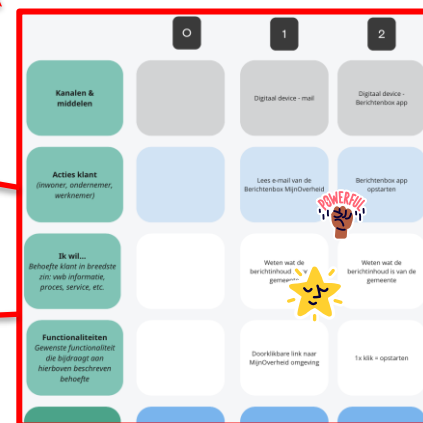 0
1
2
Kanalen &
middelen
Digitaal device - mail
Digitaal device -
Berichtenbox app
Acties klant
(inwoner, ondernemer,
werknemer)
Lees e-mail van de
Berichtenbox MijnOverheid
Berichtenbox app
opstarten
POWERFUL
Ik wil...
Behoefte klant in breedste
zin: vwb informatie,
proces, service, etc.
Weten wat de
berichtinhoud
gemeente
Weten wat de
berichtinhoud is van de
gemeente
Functionaliteiten
Gewenste functionaliteit
die bijdraagt aan
hierboven beschreven
behoefte
Doorklikbare link naar
MijnOverheid omgeving
1x klik = opstarten